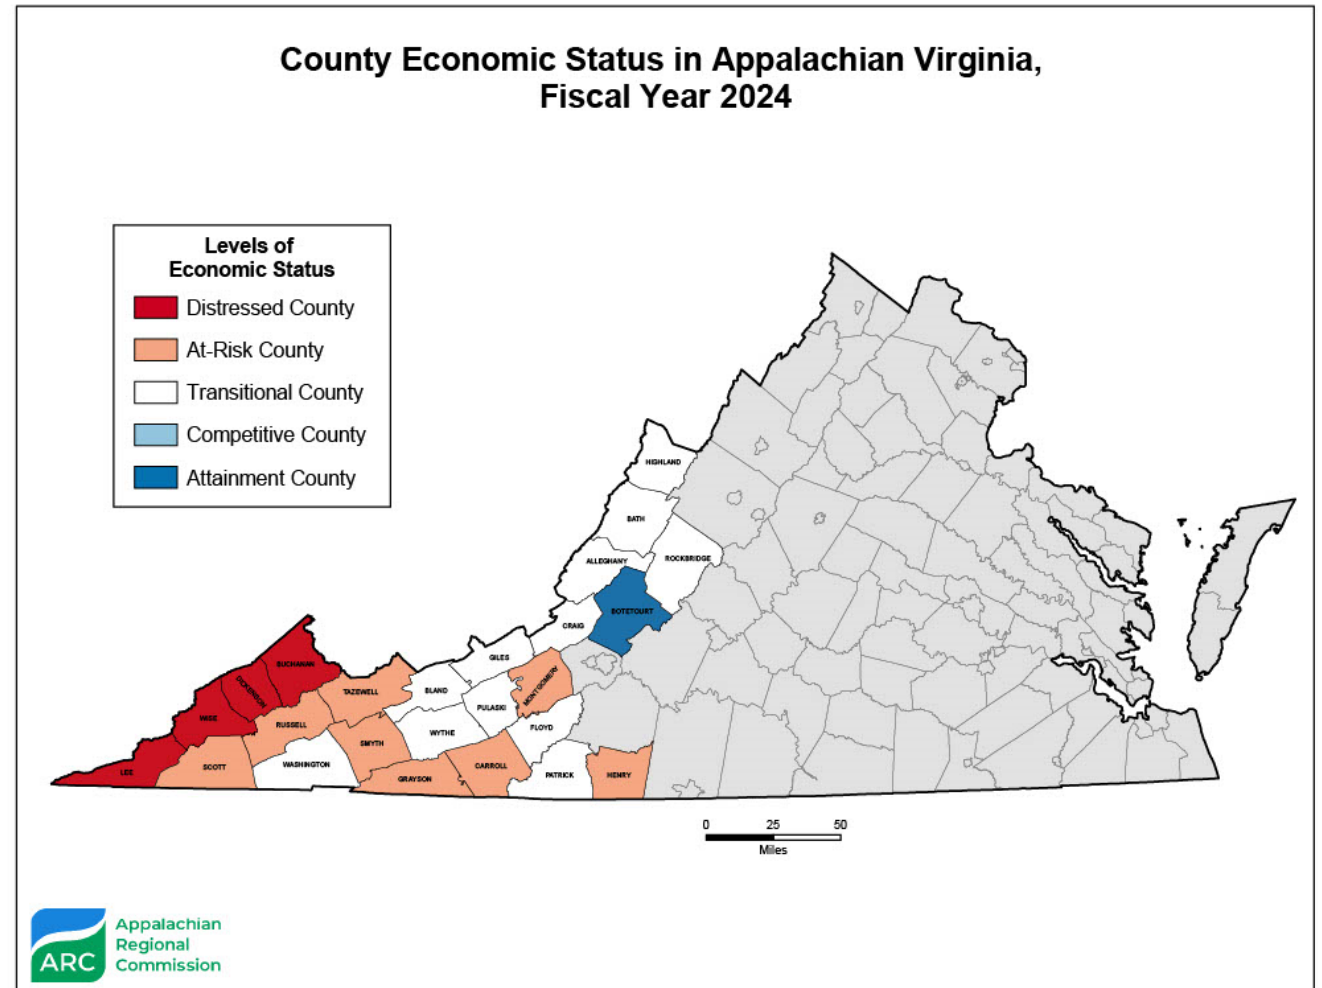 County Economic Status in Appalachian Virginia,
Fiscal Year 2024
Levels of
Economic Status
Distressed County
At-Risk County
Transitional County
Competitive County
Attainment County
HIGHLAND
BATH
ROCKBRIDGE
ALLEGHANY
BOTETOURT
CRAIG
GILES
BUCHANAN
DICKENSON
TAZEWELL
BLAND
MONTGOMERY
PULASKI
WISE
RUSSELL
FLOYD
WYTHE
SMYTH
LEE
SCOTT
WASHINGTON
GRAYSON
CARROLL
PATRICK
HENRY
0 25 50
Miles
ARC
Appalachian
Regional
Commission